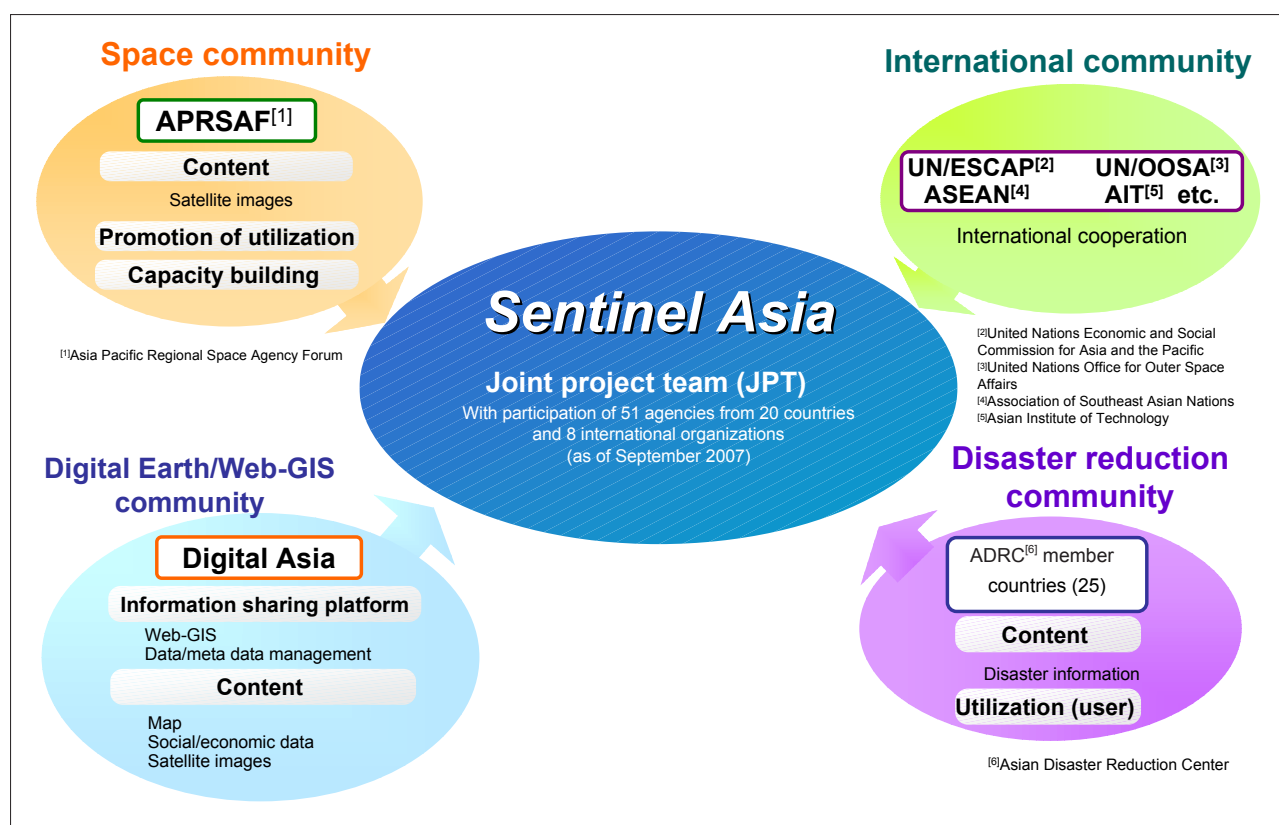 Space community
APRSAF[1]
Content
Satellite images
Promotion of utilization
Capacity building
[1]Asia Pacific Regional Space Agency Forum
International community
UN/ESCAP[2] UN/OOSA[3]
ASEAN[4] AIT[5] etc.
International cooperation
[2]United Nations Economic and Social
Commission for Asia and the Pacific
[3]United Nations Office for Outer Space
Affairs
[4]Association of Southeast Asian Nations
[5]Asian Institute of Technology
Sentinel Asia
Joint project team (JPT)
With participation of 51 agencies from 20 countries
and 8 international organizations
(as of September 2007)
Digital Earth/Web-GIS
community
Digital Asia
Information sharing platform
Web-GIS
Data/meta data management
Content
Map
Social/economic data
Satellite images
Disaster reduction
community
ADRC[6] member
countries (25)
Content
Disaster information
Utilization (user)
[6]Asian Disaster Reduction Center